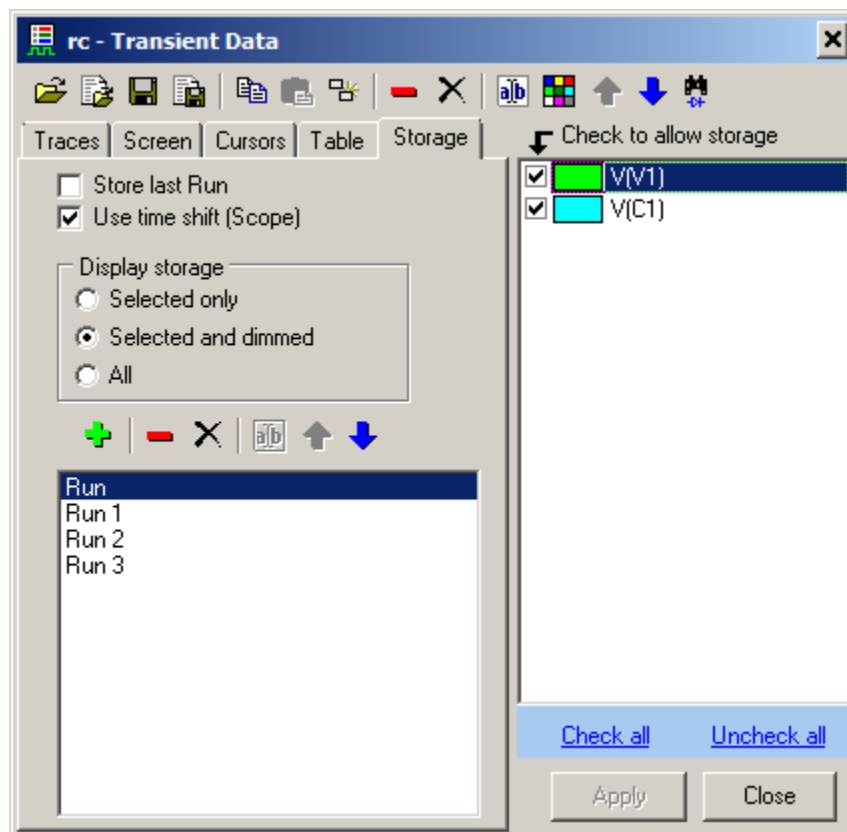 rc - Transient Data
Traces Screen Cursors Table Storage
Check to allow storage
Store last Run
Use time shift (Scope)
Display storage
Selected only
Selected and dimmed
All
Run
Run 1
Run 2
Run 3
V(V1)
V(C1)
Check all Uncheck all
Apply Close